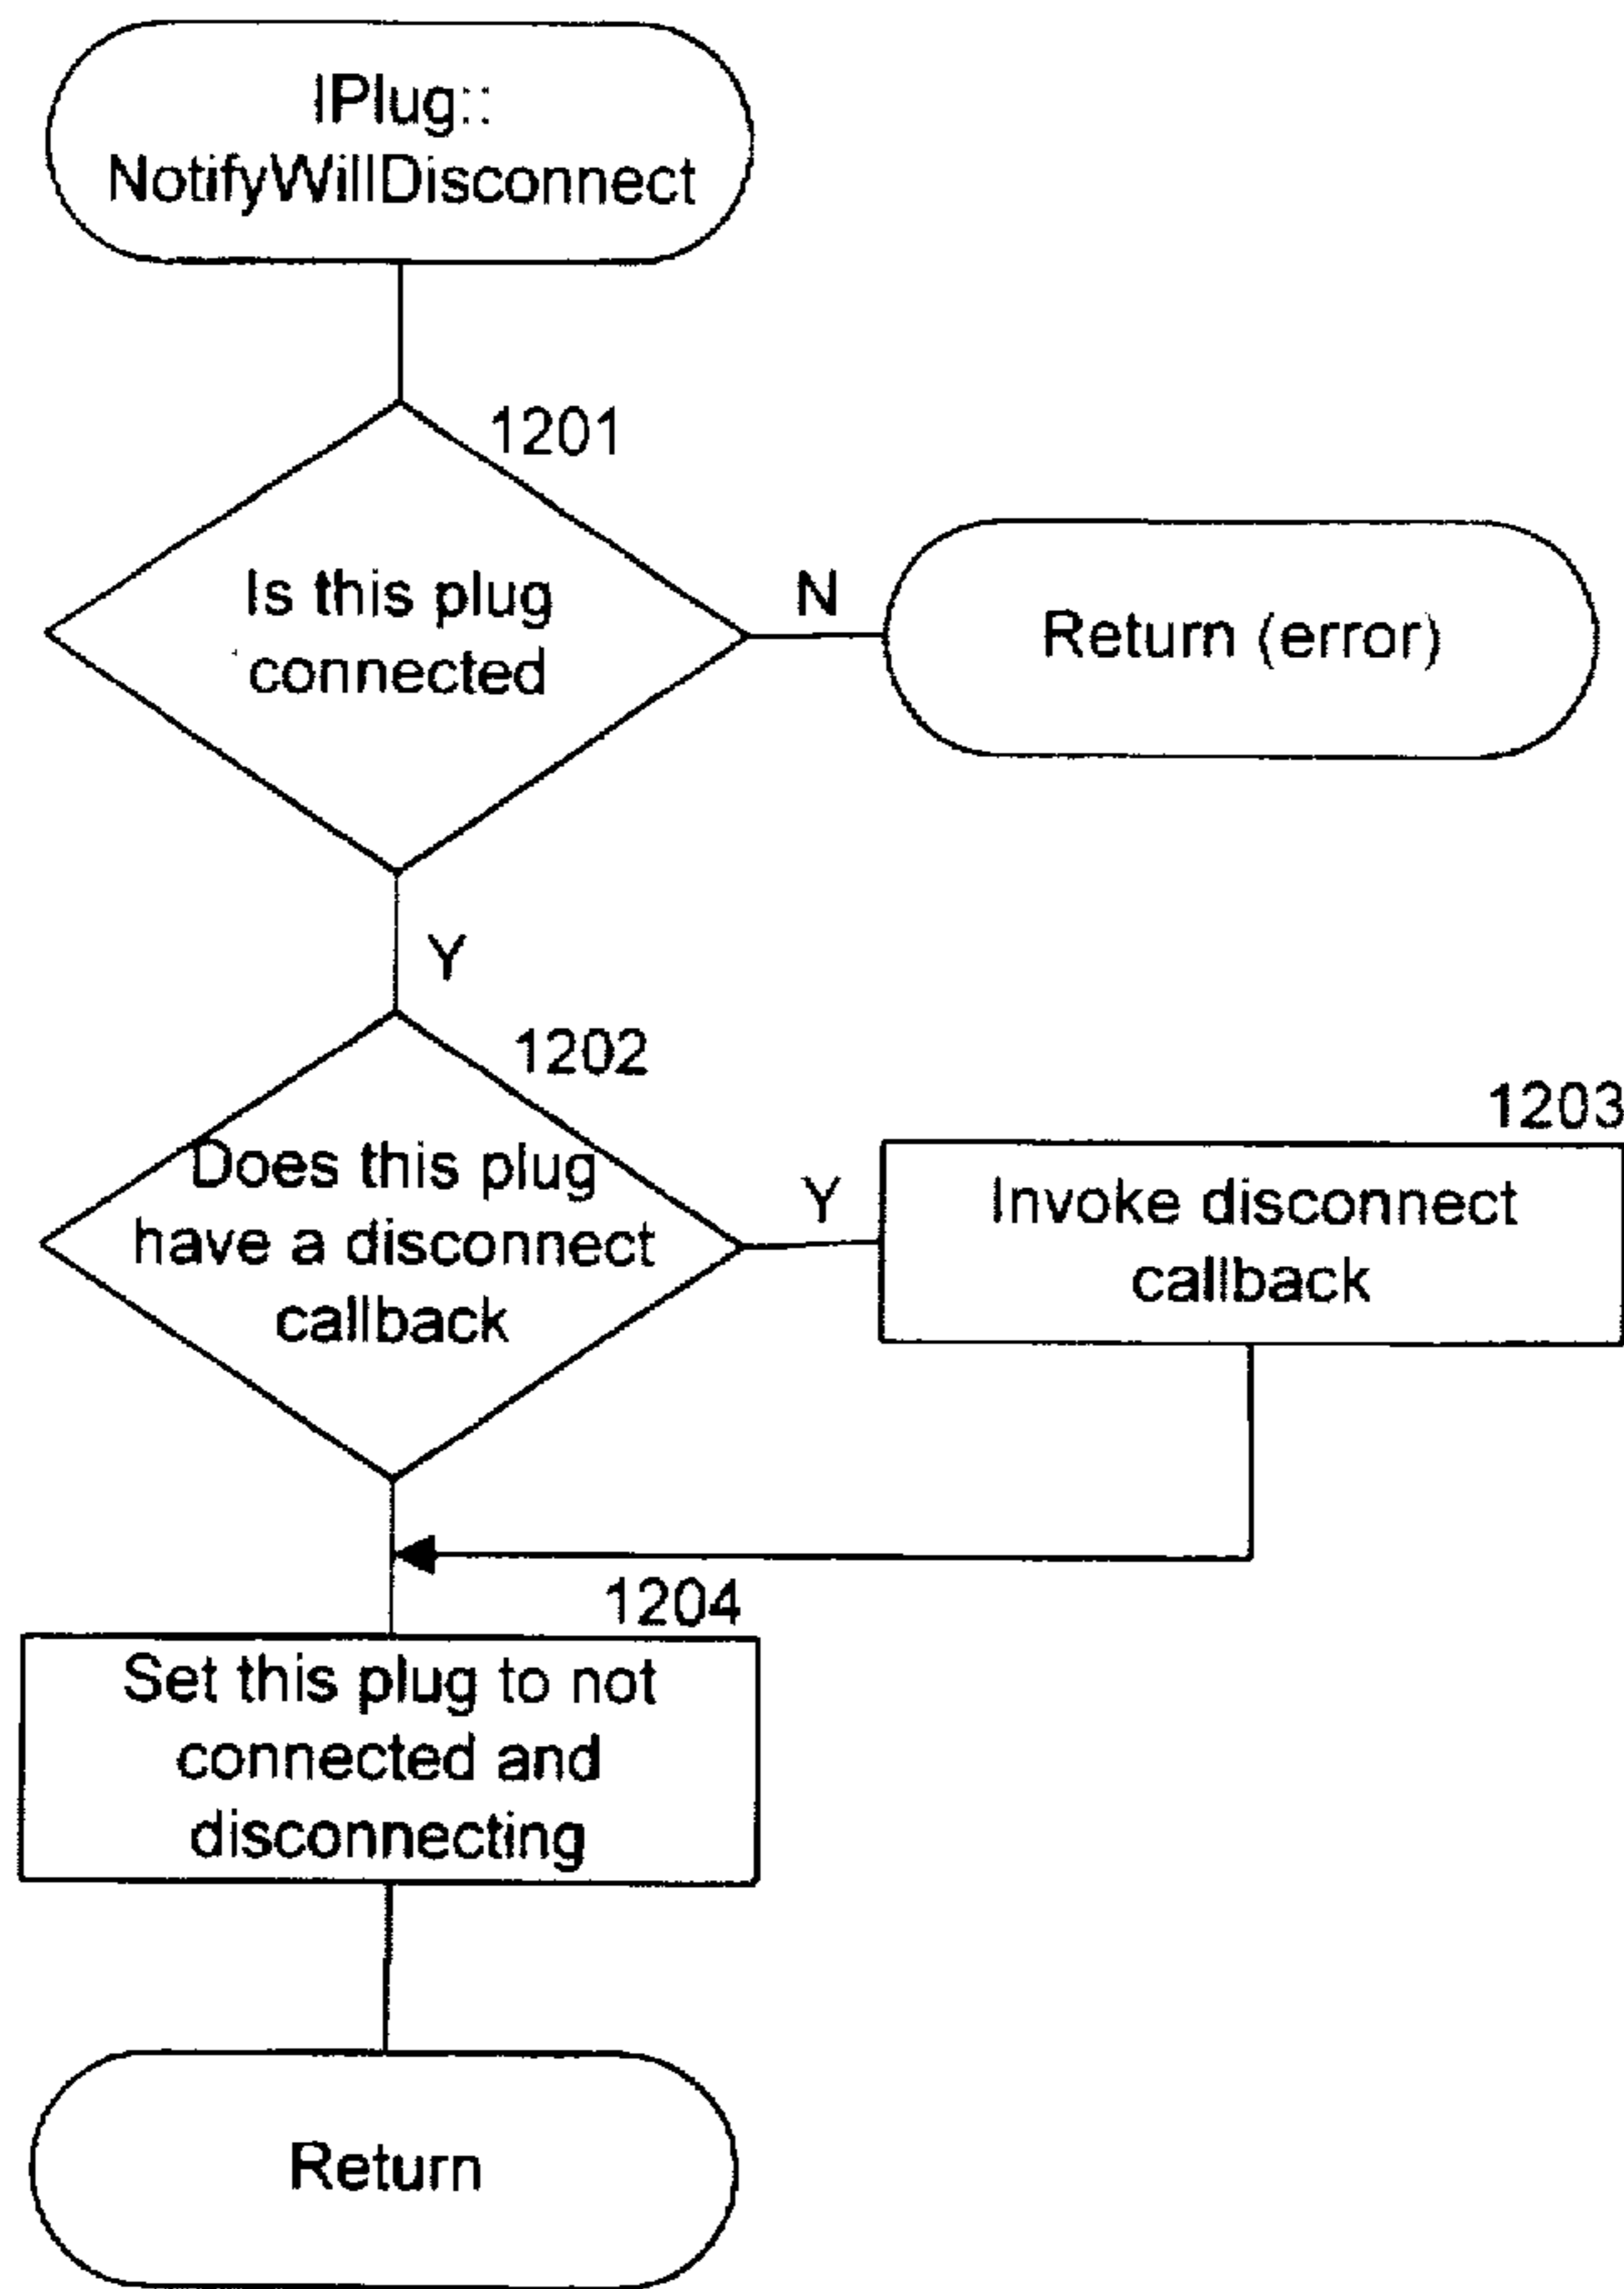 IPlug::
NotifyWillDisconnect
1201
Is this plug
connected
N
Return (error)
Y
1202
Does this plug
have a disconnect
callback
Y
1203
Invoke disconnect
callback
1204
Set this plug to not
connected and
disconnecting
Return